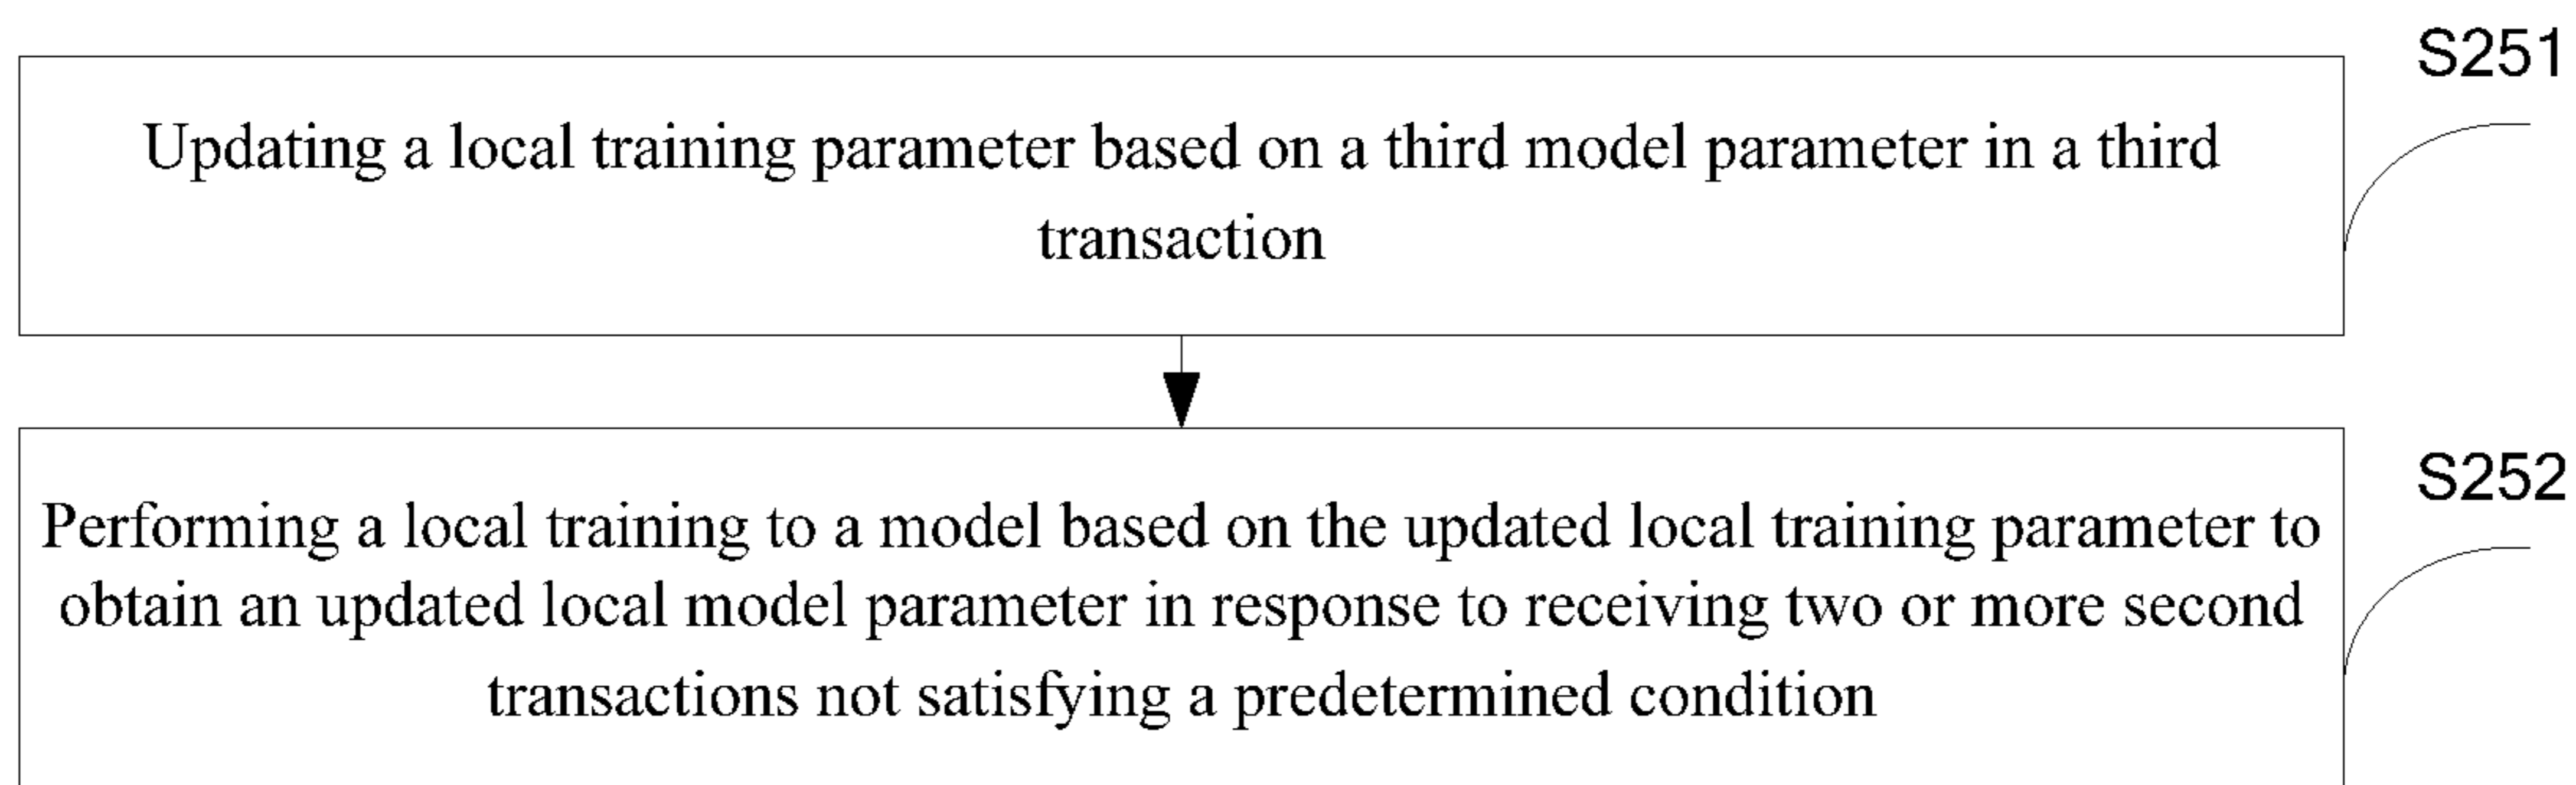 S251
Updating a local training parameter based on a third model parameter in a third
transaction
S252
Performing a local training to a model based on the updated local training parameter to
obtain an updated local model parameter in response to receiving two or more second
transactions not satisfying a predetermined condition